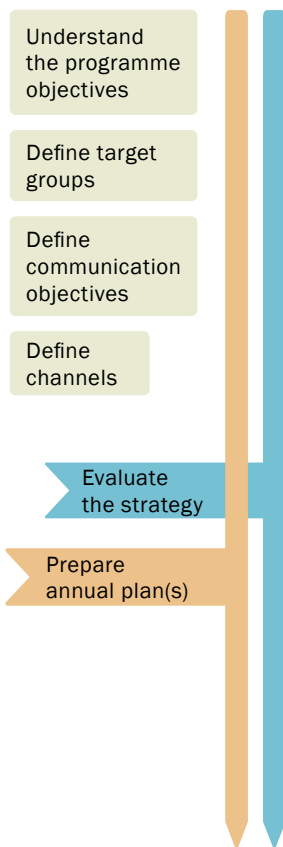 Understand
the programme
objectives
Define target
groups
Define
communication
objectives
Define
channels
Evaluate
the strategy
Prepare
annual plan(s)